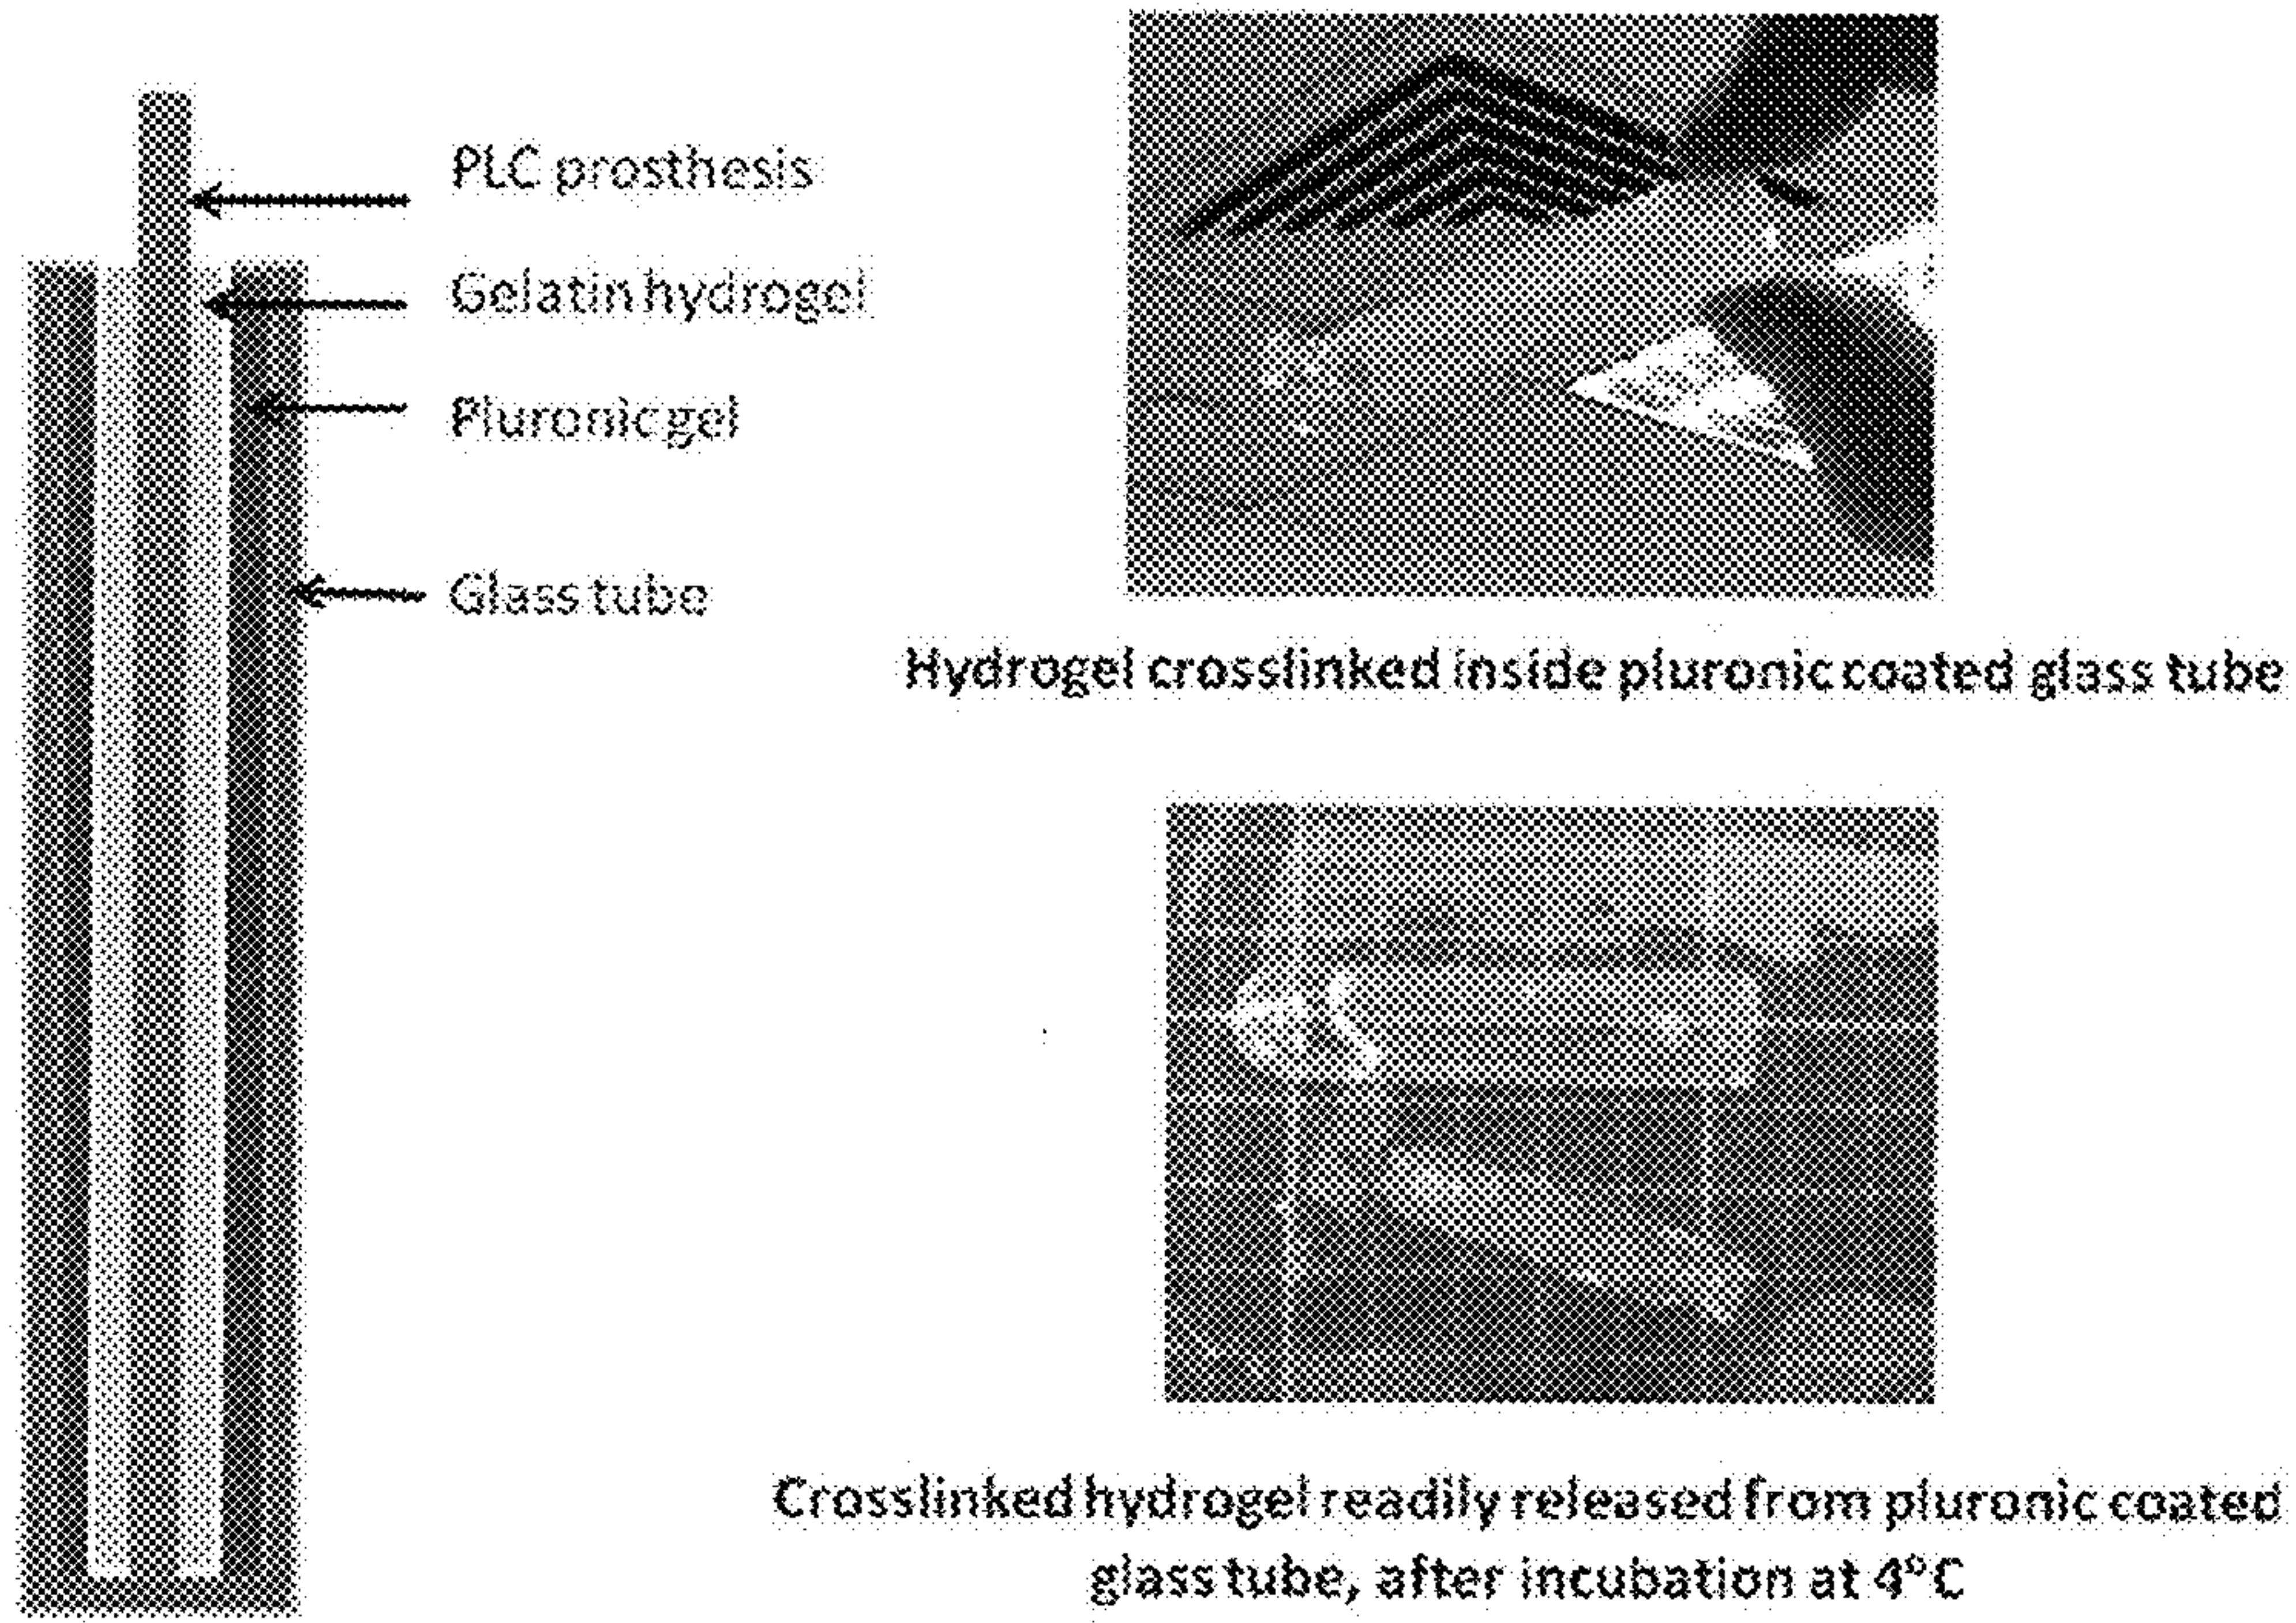 PLC prosthesis
Gelatin hydrogel
Pluronic gel
Glass tube
Hydrogel crosslinked inside pluronic coated glass tube
Crosslinked hydrogel readily released from pluronic coated
glass tube, after incubation at 4°C